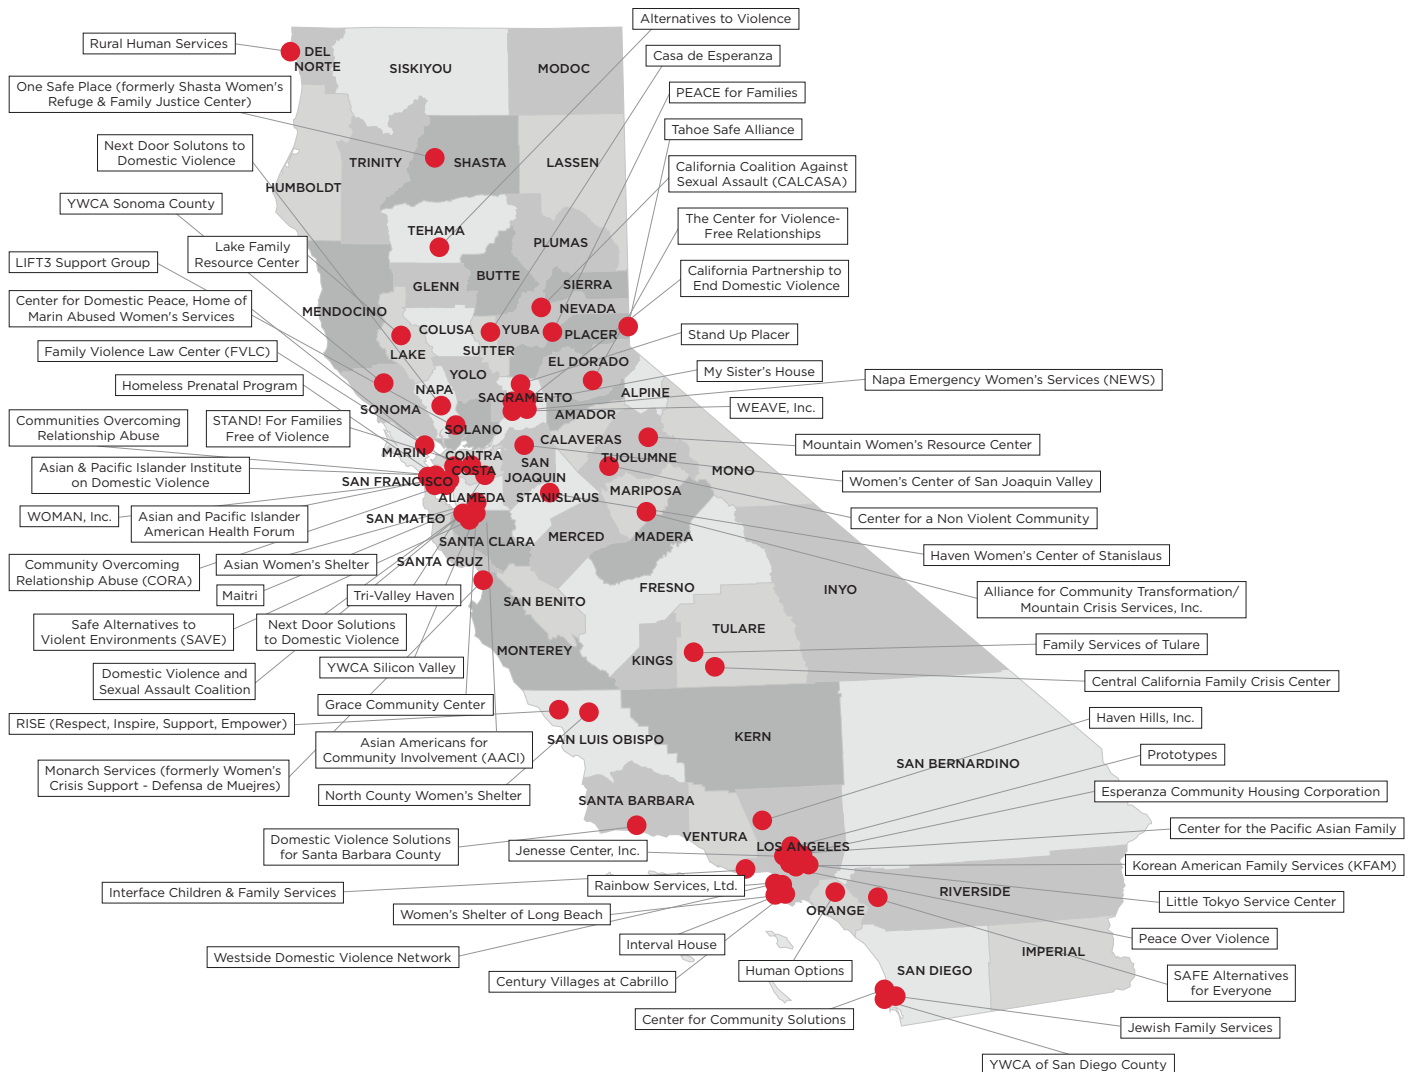 Alternatives to Violence
Rural Human Services
Casa de Esperanza
One Safe Place (formerly Shasta Women's
Refuge & Family Justice Center)
PEACE for Families
Tahoe Safe Alliance
Next Door Solutons to
Domestic Violence
California Coalition Against
Sexual Assault (CALCASA)
YWCA Sonoma County
The Center for Violence-
Free Relationships
Lake Family
Resource Center
LIFT3 Support Group
California Partnership to
End Domestic Violence
Center for Domestic Peace, Home of
Marin Abused Women's Services
Stand Up Placer
Family Violence Law Center (FVLC)
My Sister's House
Napa Emergency Women's Services (NEWS)
Homeless Prenatal Program
WEAVE, Inc.
Communities Overcoming
Relationship Abuse
STAND! For Families
Free of Violence
Mountain Women's Resource Center
Asian & Pacific Islander Institute
on Domestic Violence
Women's Center of San Joaquin Valley
WOMAN, Inc.
Asian and Pacific Islander
American Health Forum
Center for a Non Violent Community
Haven Women's Center of Stanislaus
Community Overcoming
Relationship Abuse (CORA)
Asian Women's Shelter
Maitri
Tri-Valley Haven
Alliance for Community Transformation/
Mountain Crisis Services, Inc.
Safe Alternatives to
Violent Environments (SAVE)
Next Door Solutions
to Domestic Violence
Family Services of Tulare
Domestic Violence and
Sexual Assault Coalition
YWCA Silicon Valley
Central California Family Crisis Center
Grace Community Center
RISE (Respect, Inspire, Support, Empower)
Haven Hills, Inc.
Asian Americans for
Community Involvement (AACI)
Prototypes
Monarch Services (formerly Women's
Crisis Support - Defensa de Muejres)
North County Women's Shelter
Esperanza Community Housing Corporation
Center for the Pacific Asian Family
Domestic Violence Solutions
for Santa Barbara County
Jenesse Center, Inc.
Korean American Family Services (KFAM)
Interface Children & Family Services
Rainbow Services, Ltd.
Little Tokyo Service Center
Women's Shelter of Long Beach
Peace Over Violence
Interval House
Westside Domestic Violence Network
Human Options
SAFE Alternatives
for Everyone
Century Villages at Cabrillo
Center for Community Solutions
Jewish Family Services
YWCA of San Diego County
DEL
NORTE
SISKIYOU
MODOC
TRINITY
SHASTA
LASSEN
HUMBOLDT
TEHAMA
PLUMAS
BUTTE
GLENN
SIERRA
MENDOCINO
NEVADA
COLUSA
YUBA
PLACER
SUTTER
LAKE
EL DORADO
YOLO
NAPA
ALPINE
SACRAMENTO
SONOMA
AMADOR
SOLANO
CALAVERAS
MARIN
CONTRA
COSTA
TUOLUMNE
SAN
JOAQUIN
MONO
SAN FRANCISCO
MARIPOSA
ALAMEDA
STANISLAUS
SAN MATEO
MERCED
MADERA
SANTA CLARA
SANTA CRUZ
FRESNO
INYO
SAN BENITO
TULARE
MONTEREY
KINGS
SAN LUIS OBISPO
KERN
SAN BERNARDINO
SANTA BARBARA
VENTURA
LOS ANGELES
RIVERSIDE
ORANGE
IMPERIAL
SAN DIEGO